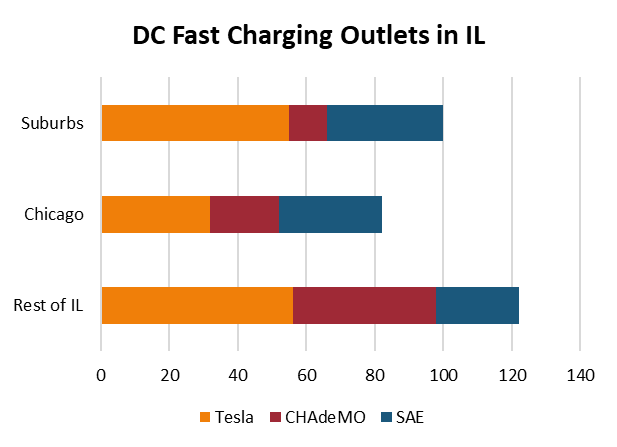 DC Fast Charging Outlets in IL
Suburbs
Chicago
Rest of IL
0 20 40 60 80 100 120 140
Tesla CHAdeMO SAE